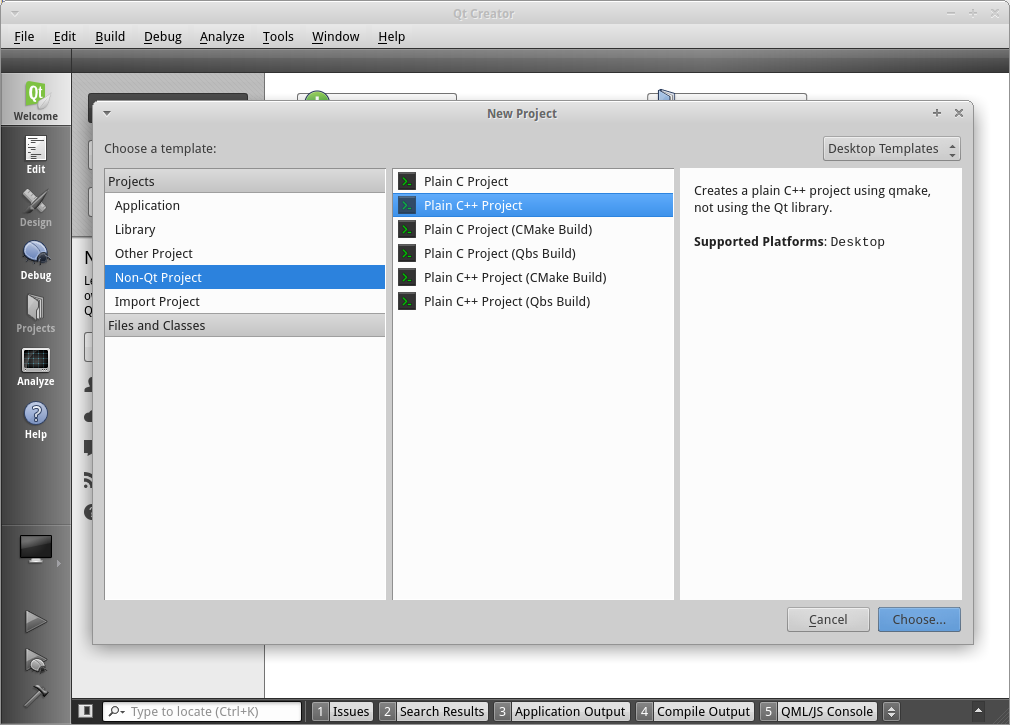 Qt Creator
File Edit Build Debug Analyze Tools Window Help
Qt
Welcome
Edit
Design
Debug
Projects
Analyze
Help
New Project
Choose a template:
Desktop Templates
Projects
Application
Library
Other Project
Non-Qt Project
Import Project
Files and Classes
Plain C Project
Plain C++ Project
Plain C Project (CMake Build)
Plain C Project (Qbs Build)
Plain C++ Project (CMake Build)
Plain C++ Project (Qbs Build)
Creates a plain C++ project using qmake,
not using the Qt library.
Supported Platforms: Desktop
Cancel Choose...
Type to locate (Ctrl+K) 1 Issues 2 Search Results 3 Application Output 4 Compile Output 5 QML/JS Console